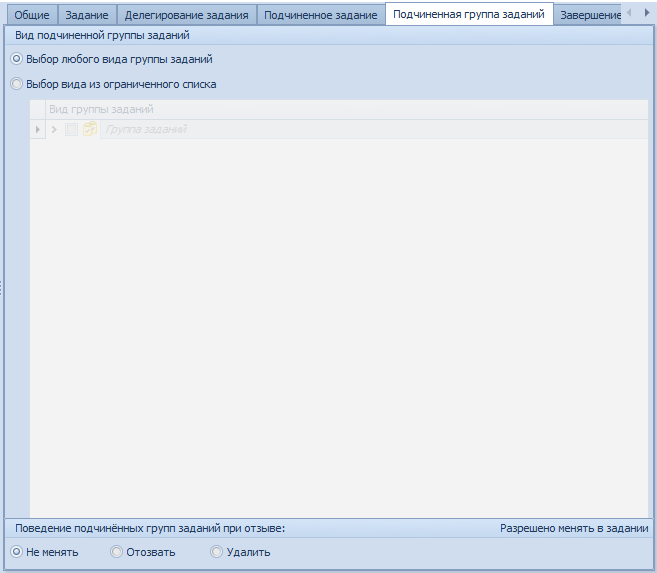 Общие Задание Делегирование задания Подчиненное задание Подчиненная группа заданий Завершение
Вид подчиненной группы заданий
Выбор любого вида группы заданий
Выбор вида из ограниченного списка
Вид группы заданий
Группа заданий
Поведение подчинённых групп заданий при отзыве: Разрешено менять в задании
Не менять Отозвать Удалить